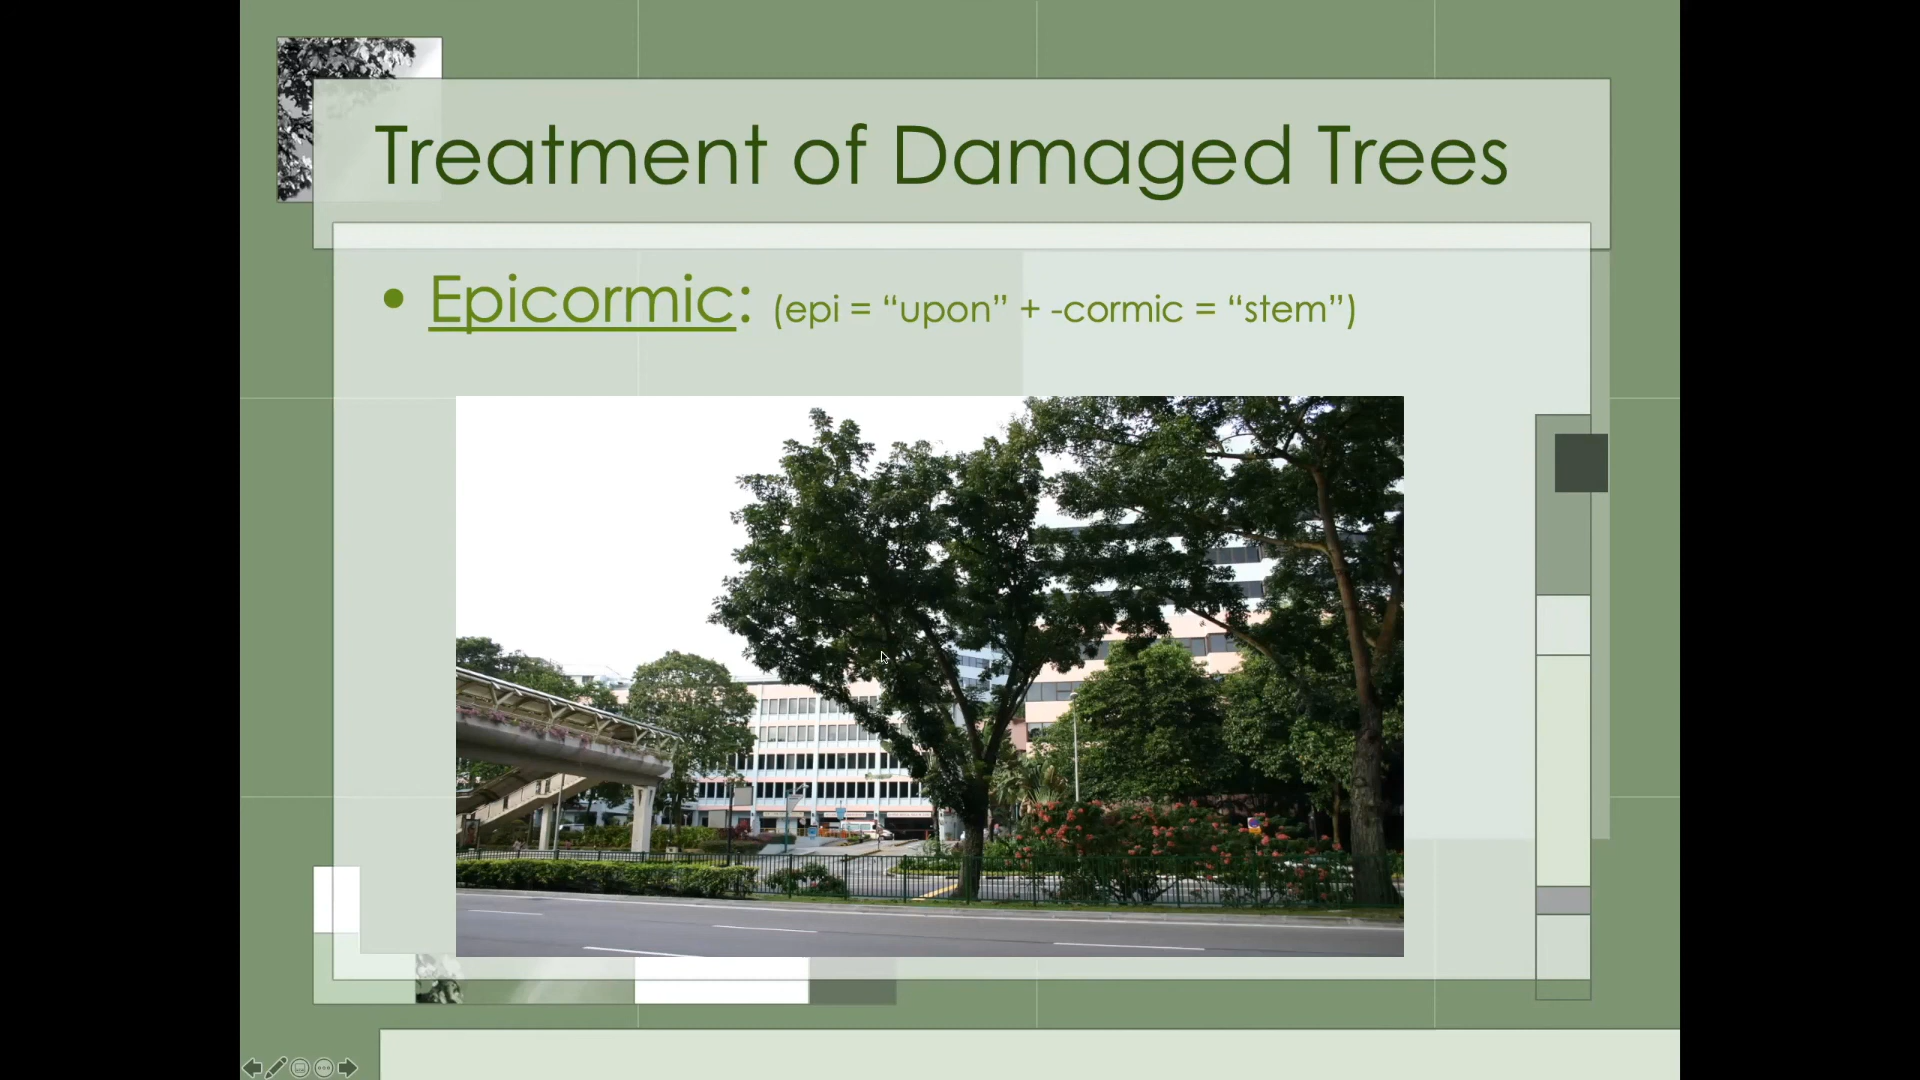 Treatment of Damaged Trees
• Epicormic: (epi = “upon” + -cormic = “stem”)